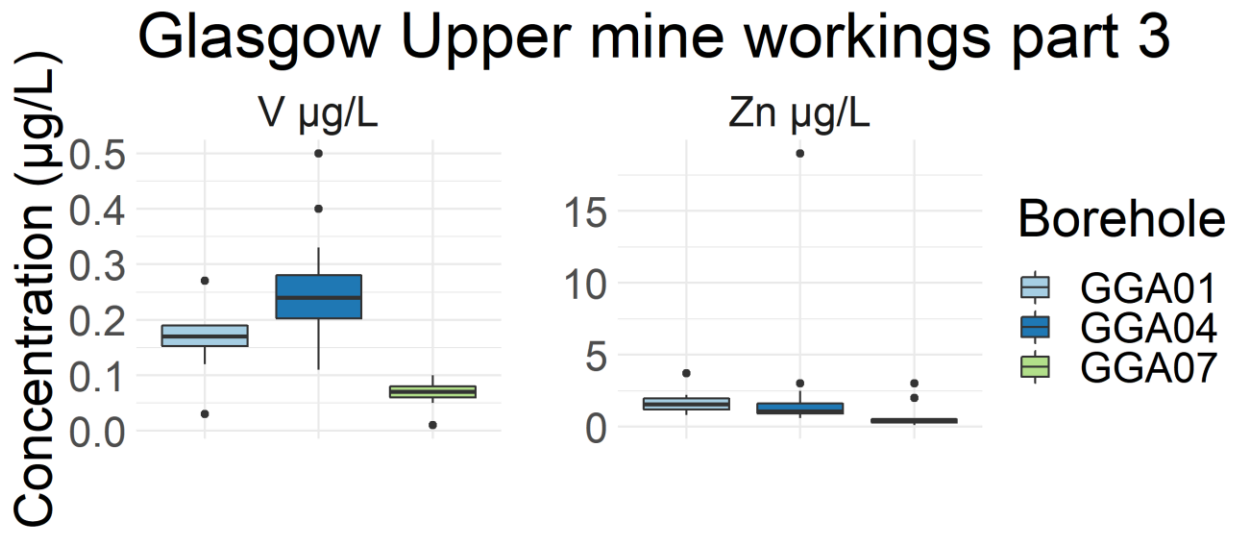 Glasgow Upper mine workings part 3
Concentration (µg/L)
V µg/L
0.5
0.4
0.3
0.2
0.1
0.0
Zn µg/L
15
10
5
0
Borehole
GGA01
GGA04
GGA07